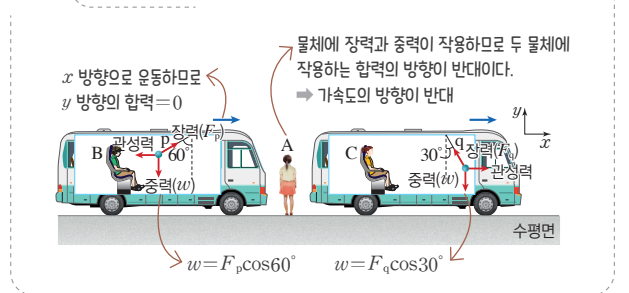 물체에 장력과 중력이 작용하므로 두 물체에
작용하는 합력의 방향이 반대이다.
➡ 가속도의 방향이 반대
x 방향으로 운동하므로
y 방향의 합력=0
B
관성력
p
장력(Fₚ)
60°
중력(w)
A
C
30°
q
장력(F_q)
관성력
중력(w)
y
x
수평면
w=Fₚcos60°
w=F_qcos30°